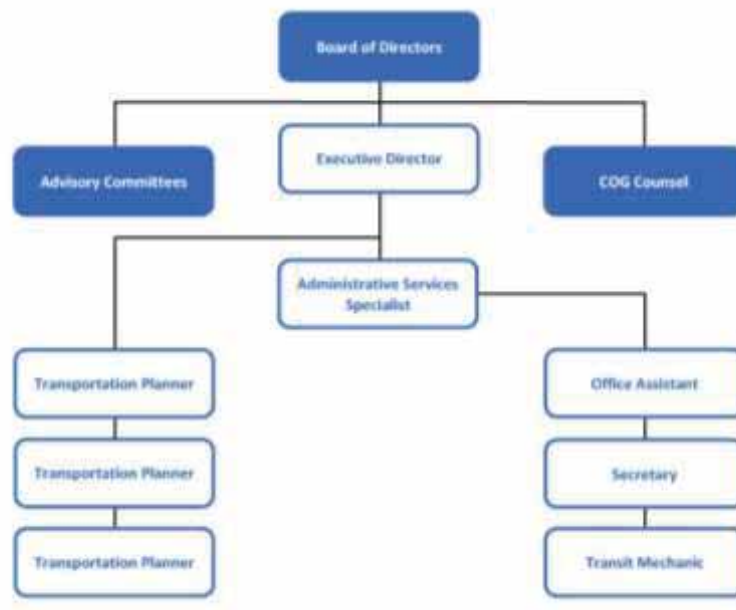 Board of Directors
Advisory Committees
Executive Director
COG Counsel
Administrative Services
Specialist
Transportation Planner
Office Assistant
Transportation Planner
Secretary
Transportation Planner
Transit Mechanic